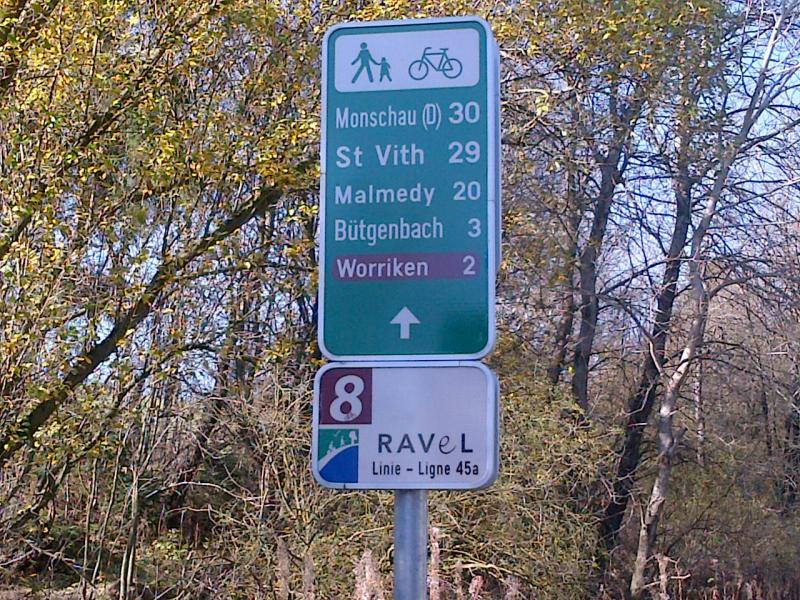 Monschau (D) 30
St Vith 29
Malmedy 20
Bütgenbach 3
Worriken 2
8
RAVeL
Linie - Ligne 45a